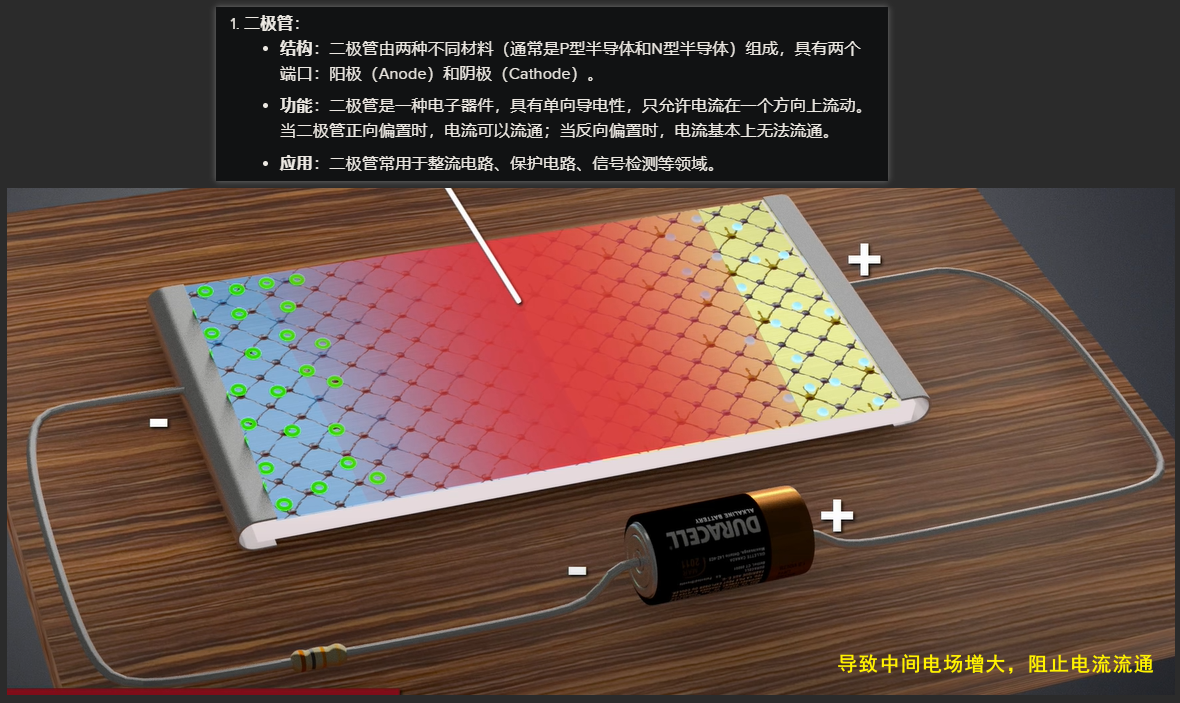 1. 二极管：
• 结构：二极管由两种不同材料（通常是P型半导体和N型半导体）组成，具有两个
端口：阳极（Anode）和阴极（Cathode）。
• 功能：二极管是一种电子器件，具有单向导电性，只允许电流在一个方向上流动。
当二极管正向偏置时，电流可以流通；当反向偏置时，电流基本上无法流通。
• 应用：二极管常用于整流电路、保护电路、信号检测等领域。
+
-
+
-
DURACELL
ALKALINE BATTERY
导致中间电场增大，阻止电流流通